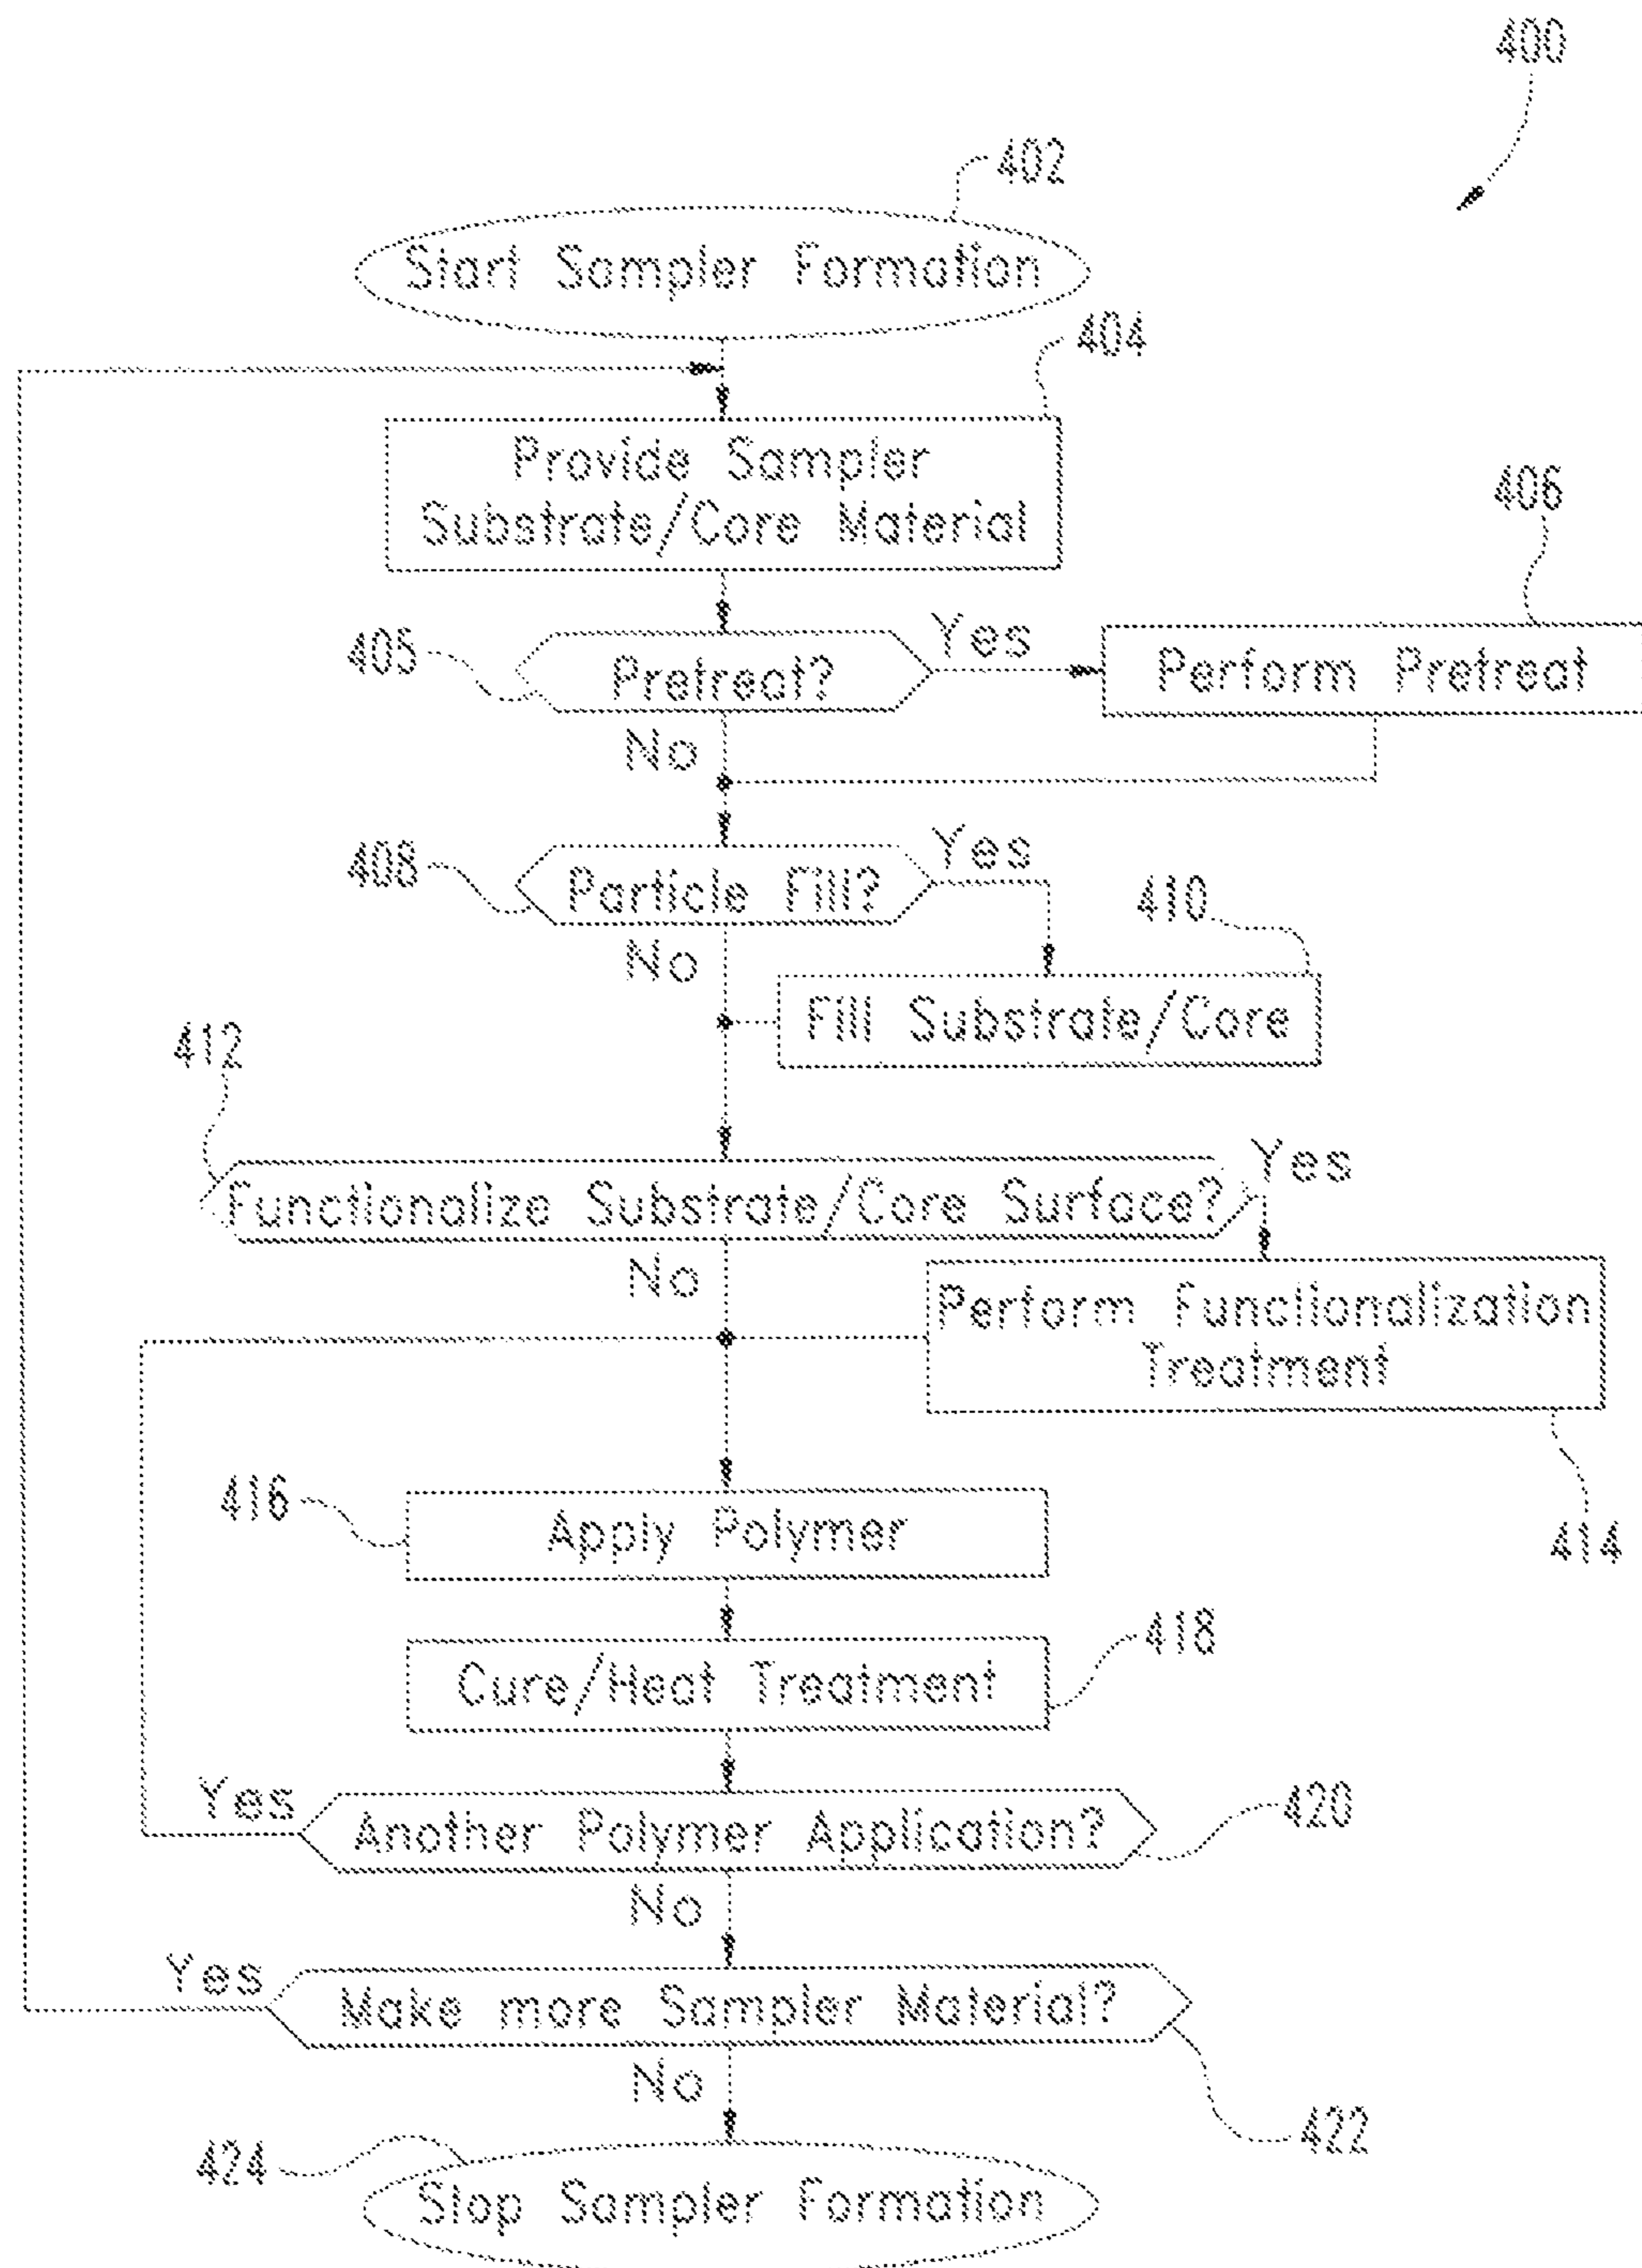 400
402
Start Sampler Formation
404
Provide Sampler
Substrate/Core Material
406
405
Pretreat?
Yes
Perform Pretreat
No
408
Particle Fill?
Yes
410
No
Fill Substrate/Core
412
Functionalize Substrate/Core Surface?
Yes
No
Perform Functionalization
Treatment
414
416
Apply Polymer
418
Cure/Heat Treatment
Yes
Another Polymer Application?
420
No
Yes
Make more Sampler Material?
422
No
424
Stop Sampler Formation